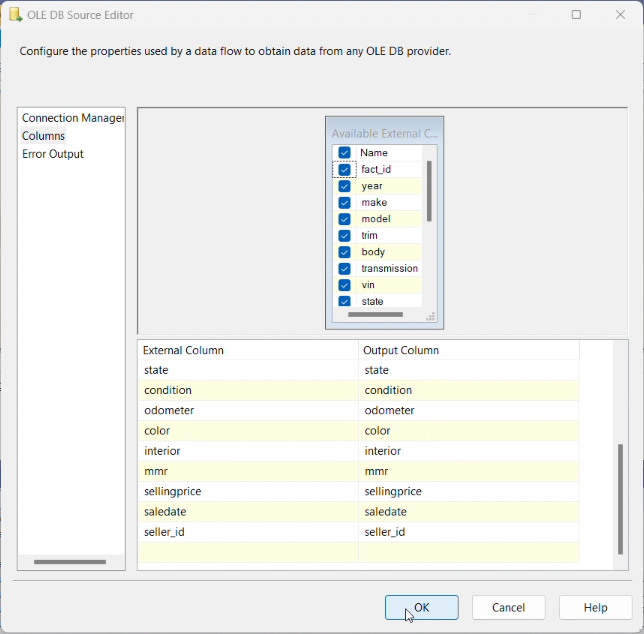 OLE DB Source Editor
Configure the properties used by a data flow to obtain data from any OLE DB provider.
Connection Manager
Columns
Error Output
Available External C...
Name
fact_id
year
make
model
trim
body
transmission
vin
state
External Column Output Column
state state
condition condition
odometer odometer
color color
interior interior
mmr mmr
sellingprice sellingprice
saledate saledate
seller_id seller_id
OK Cancel Help